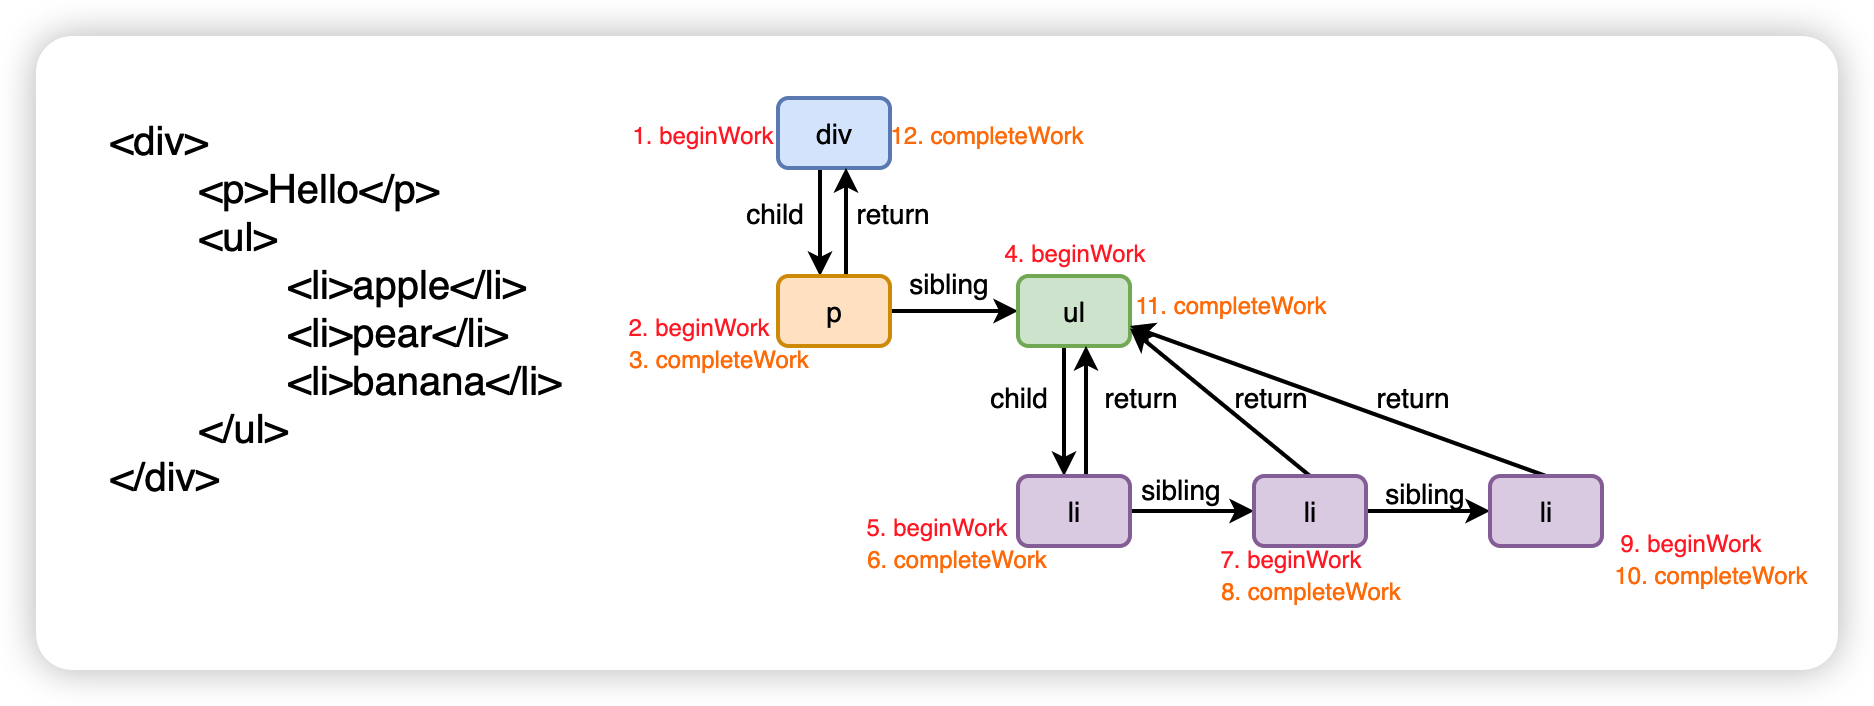 <div>
<p>Hello</p>
<ul>
<li>apple</li>
<li>pear</li>
<li>banana</li>
</ul>
</div>
1. beginWork
div
12. completeWork
child
return
4. beginWork
p
sibling
ul
11. completeWork
2. beginWork
3. completeWork
child
return
return
return
li
sibling
li
sibling
li
5. beginWork
6. completeWork
7. beginWork
8. completeWork
9. beginWork
10. completeWork